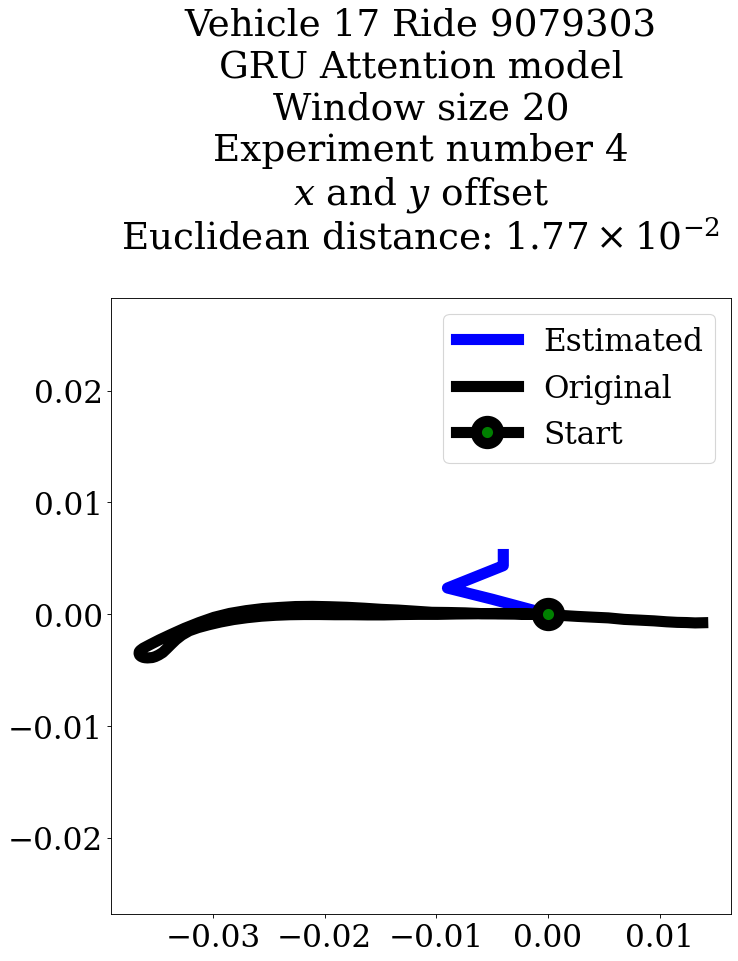 Vehicle 17 Ride 9079303
GRU Attention model
Window size 20
Experiment number 4
x and y offset
Euclidean distance: 1.77 × 10⁻²
Estimated
Original
Start
0.02
0.01
0.00
−0.01
−0.02
−0.03 −0.02 −0.01 0.00 0.01